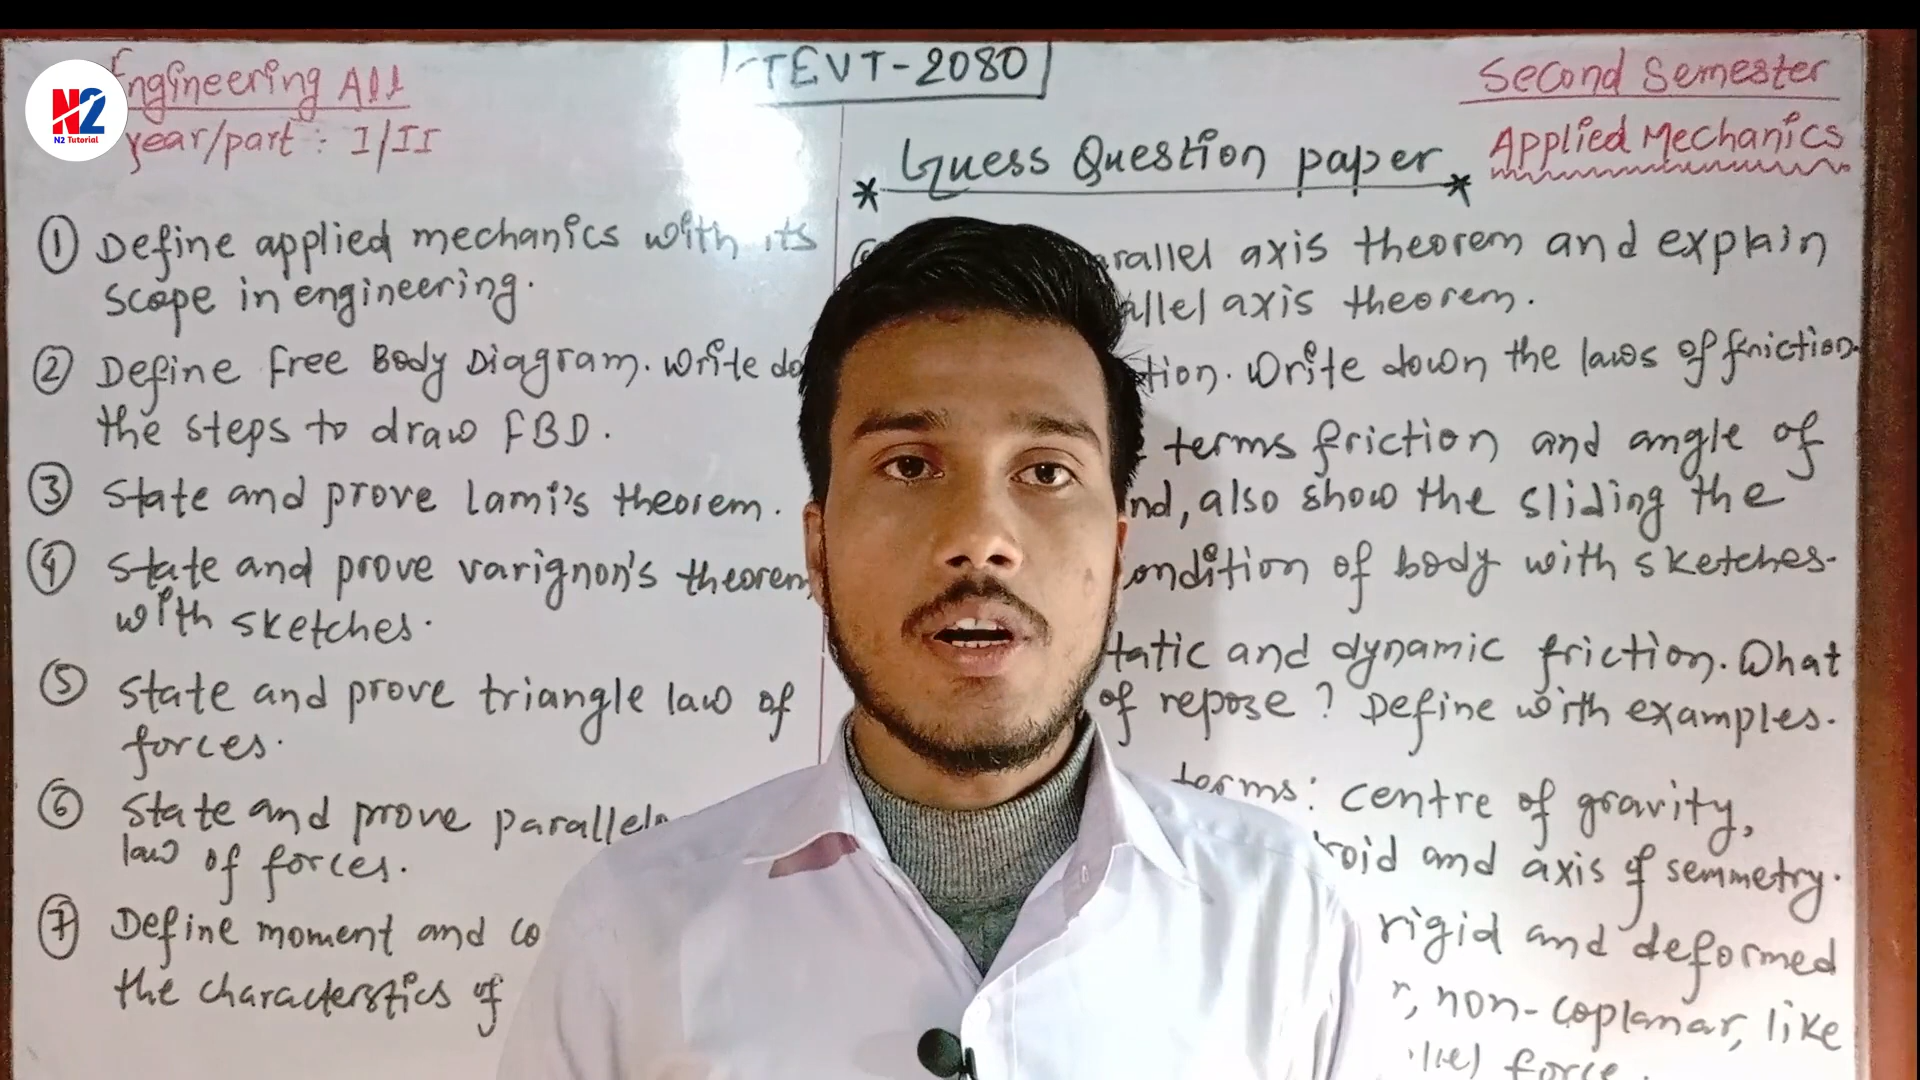 N2
N2 Tutorial
Engineering All
year/part : I/II
CTEVT-2080
Second Semester
Applied Mechanics
* Guess Question paper *
① Define applied mechanics with its
scope in engineering.
② Define Free Body Diagram. Write do
the steps to draw FBD.
③ State and prove Lami's theorem.
④ State and prove varignon's theorem
with sketches.
⑤ State and prove triangle law of
forces.
⑥ State and prove parallelo
law of forces.
⑦ Define moment and co
the characterstics of
rallel axis theorem and explain
allel axis theorem.
tion. Write down the laws of friction.
terms friction and angle of
nd, also show the sliding the
condition of body with sketches.
static and dynamic friction. What
of repose ? Define with examples.
terms: centre of gravity,
roid and axis of semmetry.
rigid and deformed
r, non-coplanar, like
force.